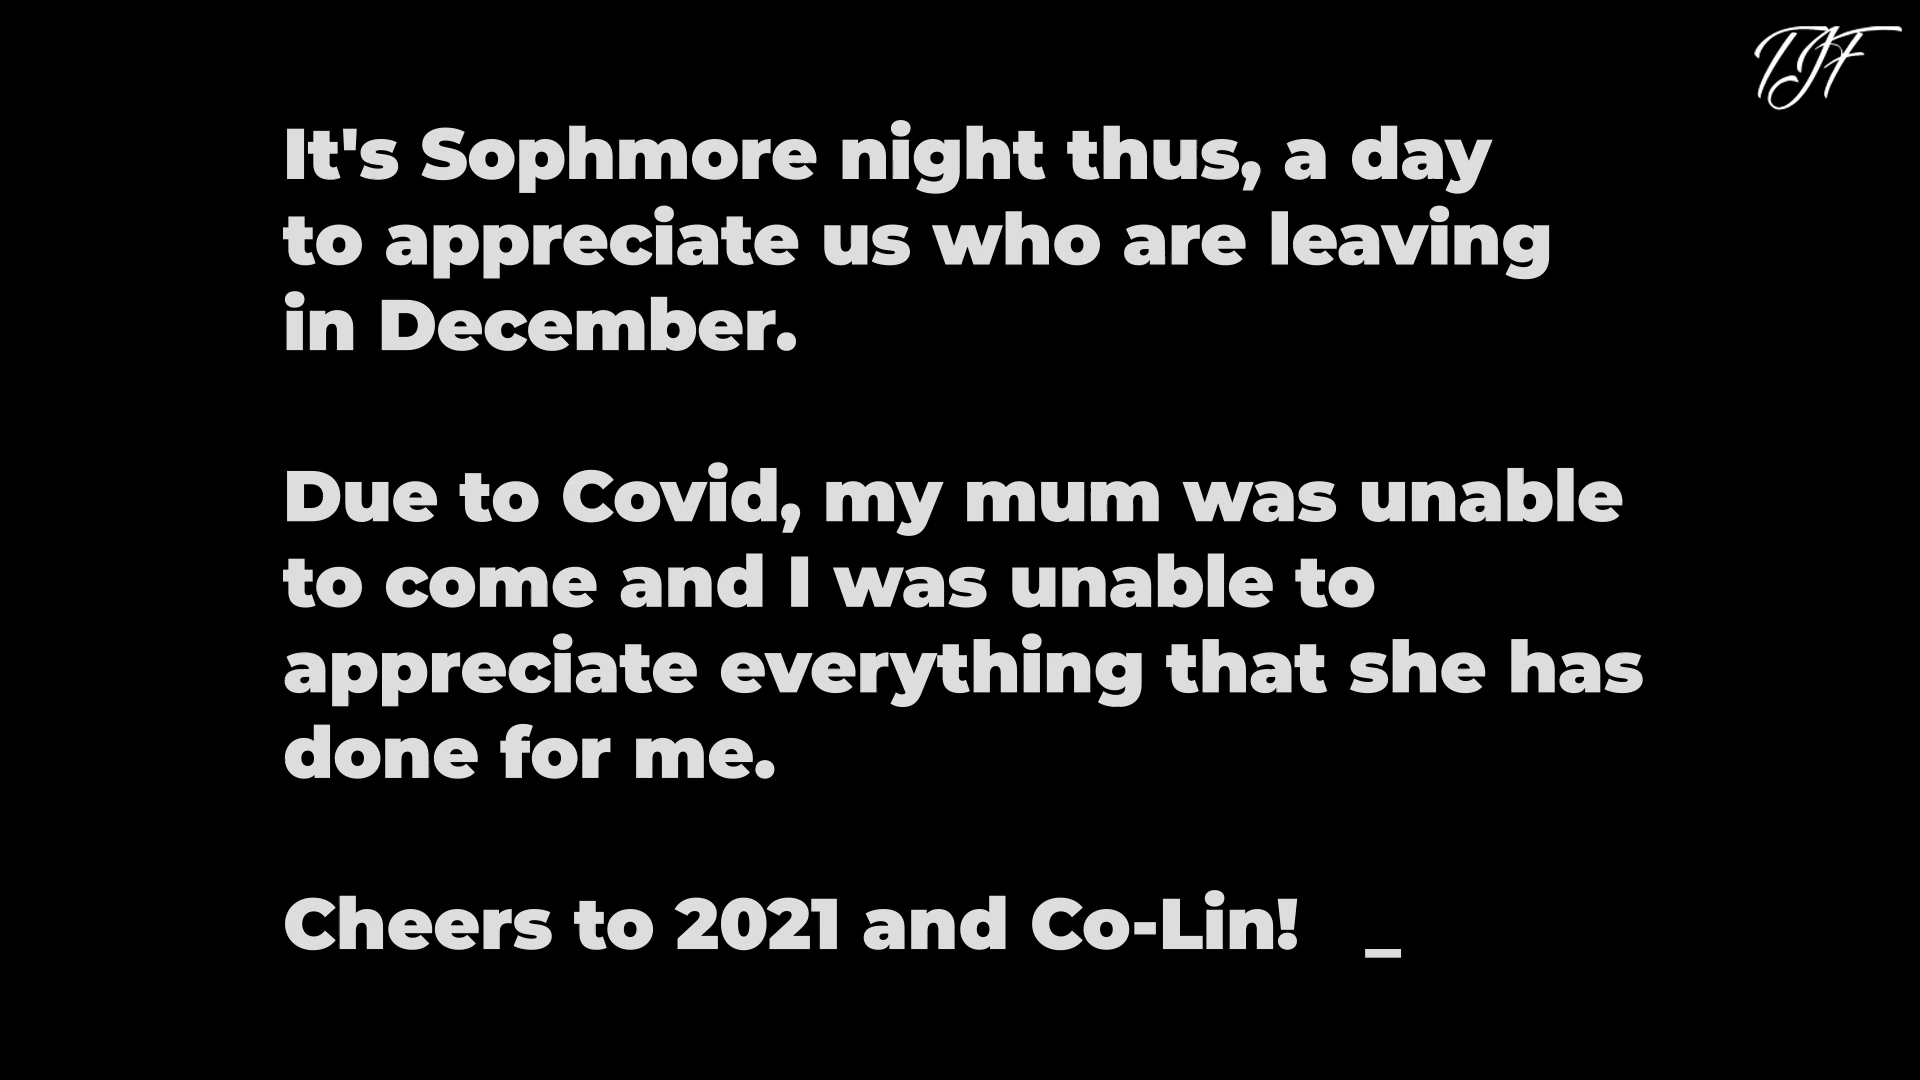 TJF
It's Sophmore night thus, a day
to appreciate us who are leaving
in December.
Due to Covid, my mum was unable
to come and I was unable to
appreciate everything that she has
done for me.
Cheers to 2021 and Co-Lin! _